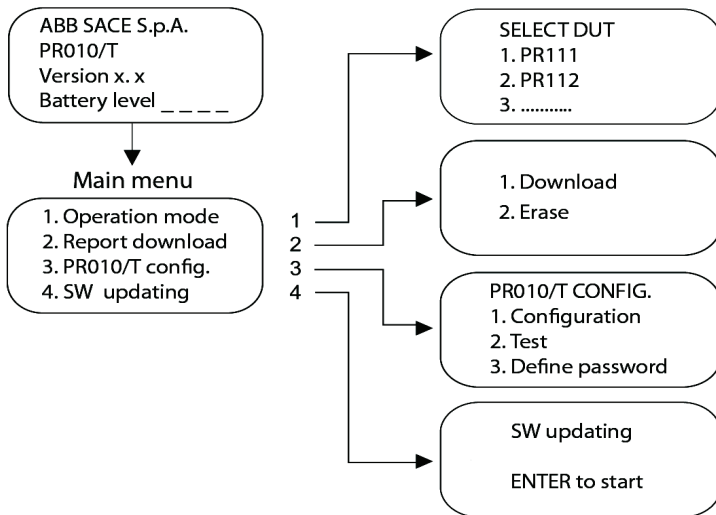 ABB SACE S.p.A.
PR010/T
Version x. x
Battery level _ _ _ _
Main menu
1. Operation mode
2. Report download
3. PR010/T config.
4. SW updating
1
2
3
4
SELECT DUT
1. PR111
2. PR112
3. ...........
1. Download
2. Erase
PR010/T CONFIG.
1. Configuration
2. Test
3. Define password
SW updating
ENTER to start